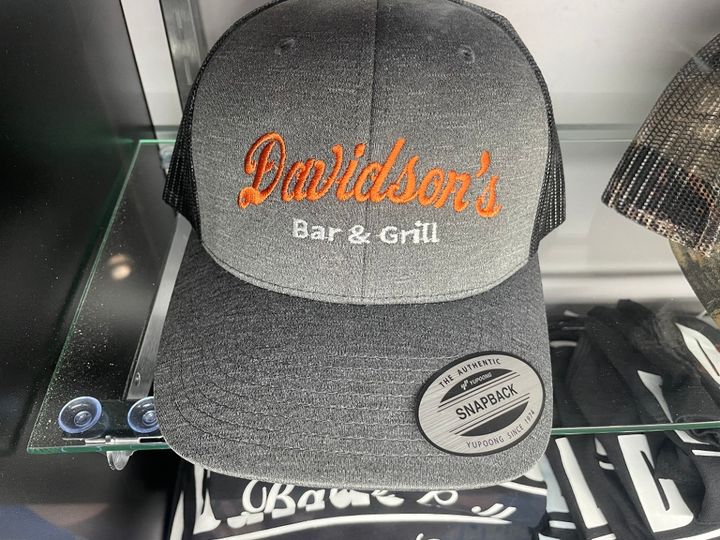 Davidson's
Bar & Grill
THE AUTHENTIC
YUPOONG
SNAPBACK
YUPOONG SINCE 1974